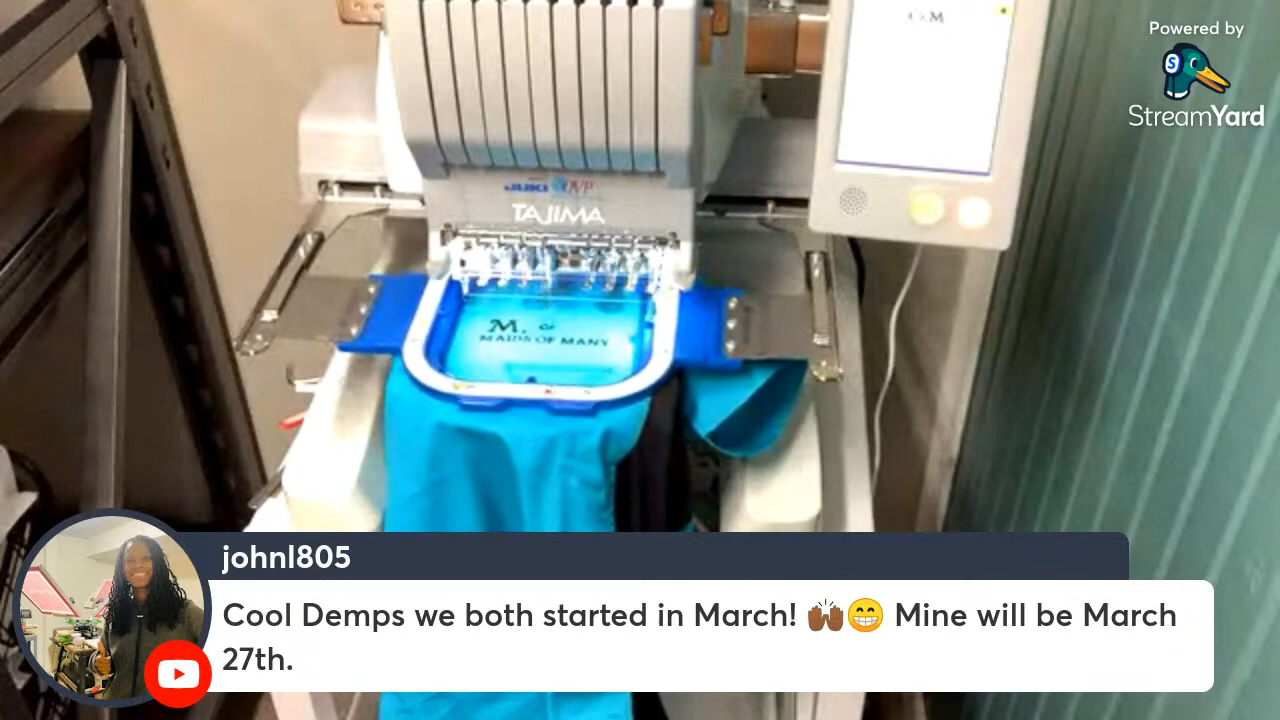 Powered by
StreamYard
JUKI
TAJIMA
M. &
MAIDS OF MANY
johnl805
Cool Demps we both started in March! 🙌🏾😁 Mine will be March
27th.